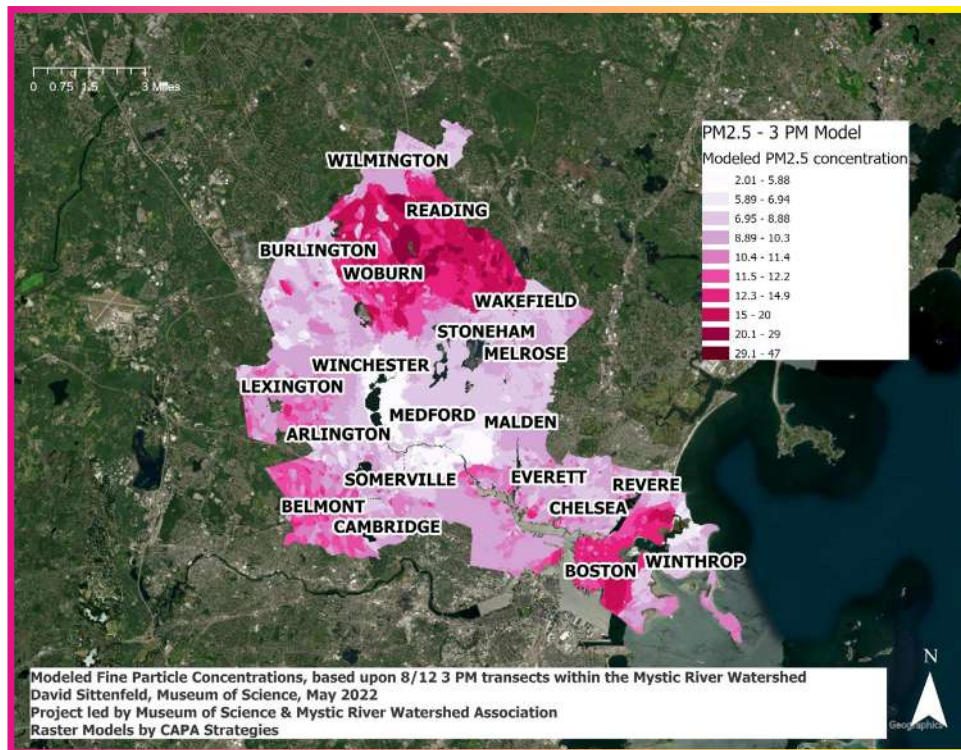 0 0.75 1.5 3 Miles
PM2.5 - 3 PM Model
Modeled PM2.5 concentration
2.01 - 5.88
5.89 - 6.94
6.95 - 8.88
8.89 - 10.3
10.4 - 11.4
11.5 - 12.2
12.3 - 14.9
15 - 20
20.1 - 29
29.1 - 47
WILMINGTON
READING
BURLINGTON
WOBURN
WAKEFIELD
STONEHAM
WINCHESTER
MELROSE
LEXINGTON
MEDFORD
MALDEN
ARLINGTON
SOMERVILLE
EVERETT
REVERE
BELMONT
CHELSEA
CAMBRIDGE
WINTHROP
BOSTON
N
Modeled Fine Particle Concentrations, based upon 8/12 3 PM transects within the Mystic River Watershed
David Sittenfeld, Museum of Science, May 2022
Project led by Museum of Science & Mystic River Watershed Association
Raster Models by CAPA Strategies
Geographics